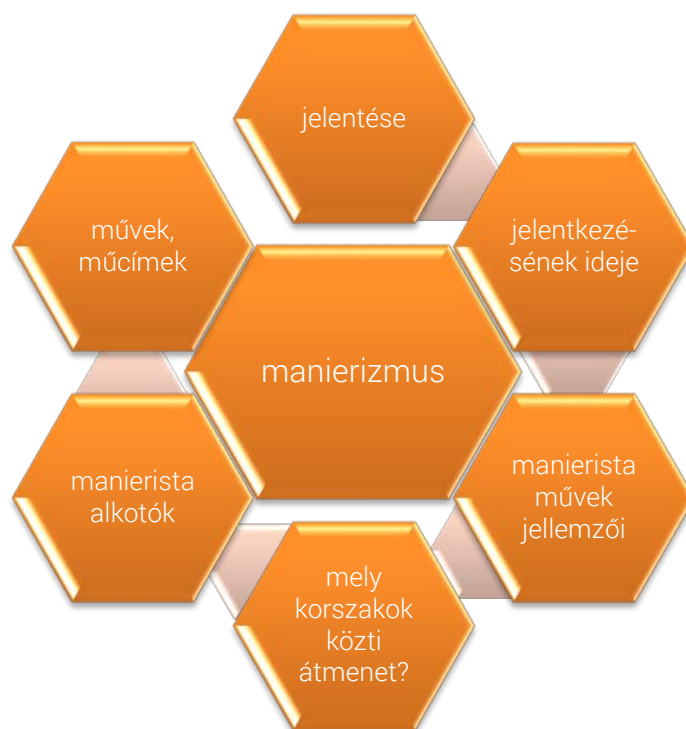 jelentése
jelentkezé-
sének ideje
manierista
művek
jellemzői
mely
korszakok
közti
átmenet?
manierista
alkotók
művek,
műcímek
manierizmus